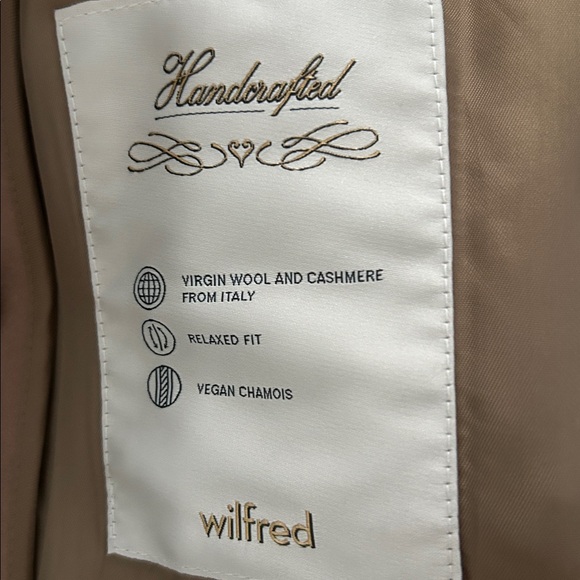 Handcrafted
VIRGIN WOOL AND CASHMERE
FROM ITALY
RELAXED FIT
VEGAN CHAMOIS
wilfred